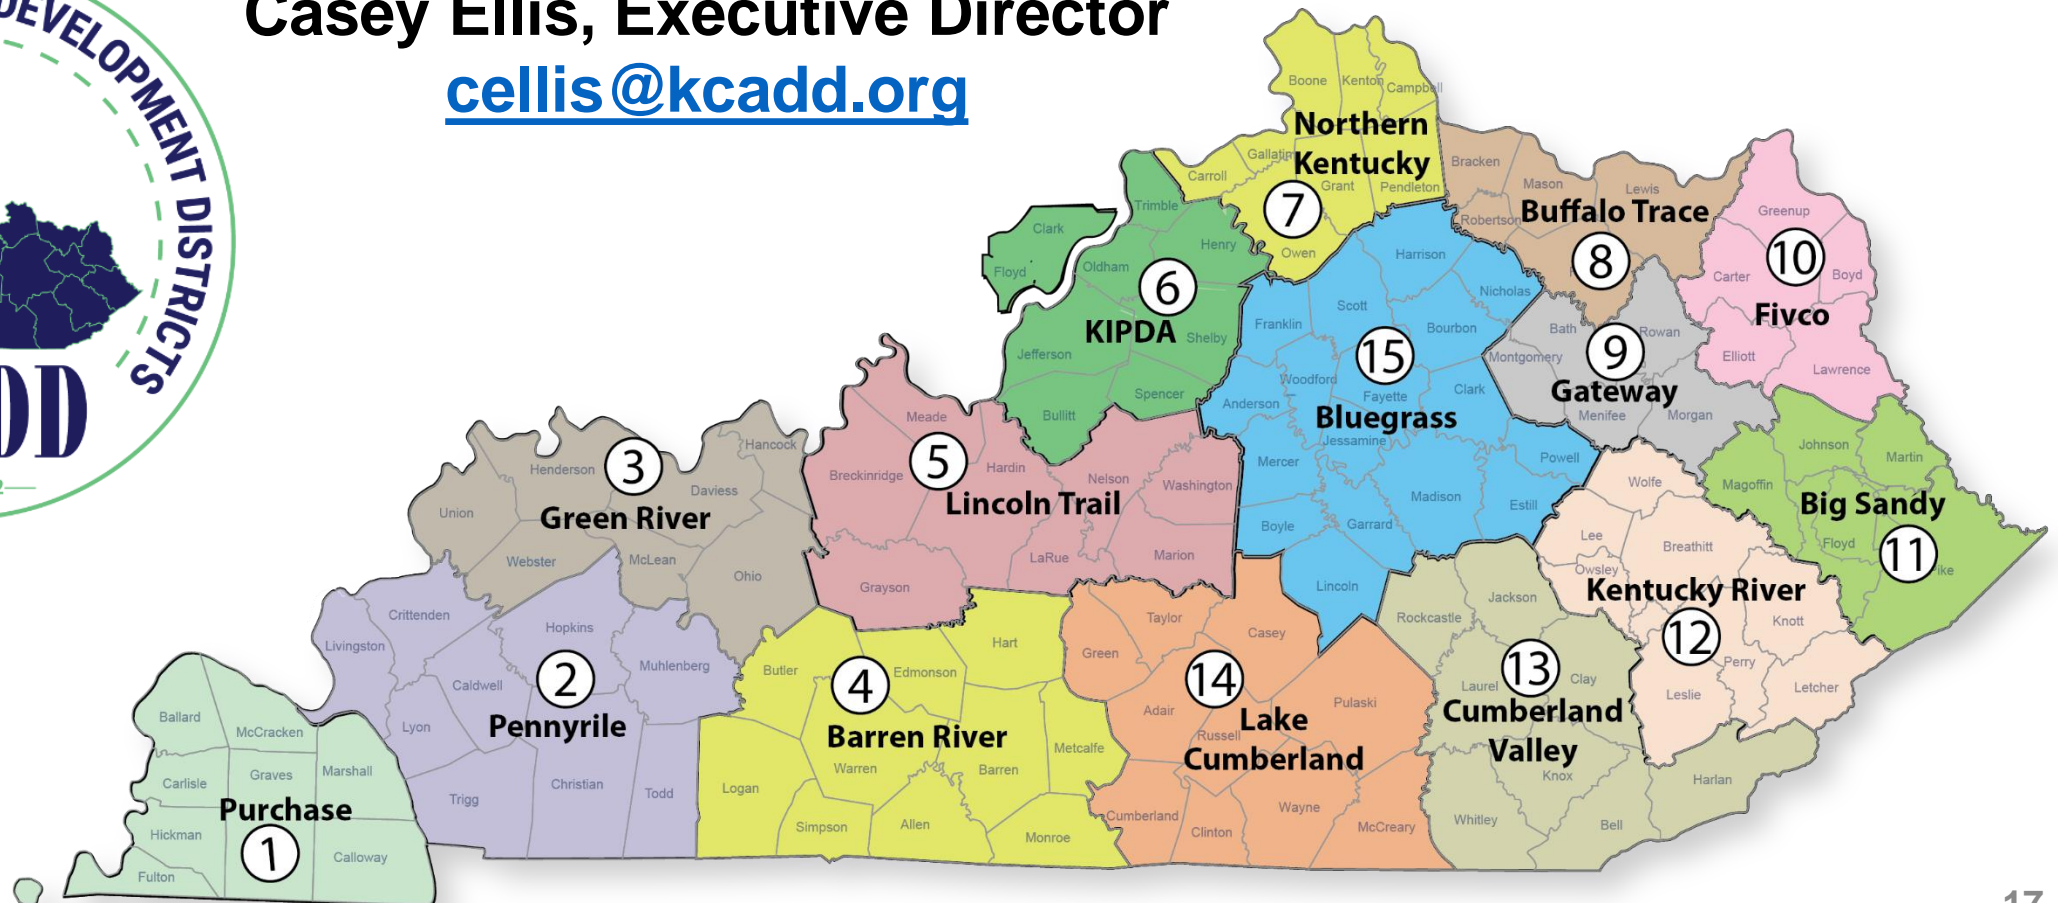 Casey Ellis, Executive Director
cellis@kcadd.org
DEVELOPMENT DISTRICTS
Boone
Kenton
Campbell
Northern
Kentucky
Gallatin
Carroll
Grant
Pendleton
7
Owen
Bracken
Mason
Lewis
Robertson
Buffalo Trace
8
Greenup
10
Carter
Boyd
Fivco
Elliott
Lawrence
Clark
Floyd
Trimble
Henry
Oldham
6
KIPDA
Shelby
Jefferson
Spencer
Bullitt
Harrison
Nicholas
Scott
Franklin
Bourbon
15
Woodford
Fayette
Clark
Anderson
Bluegrass
Jessamine
Mercer
Powell
Madison
Estill
Boyle
Garrard
Lincoln
Bath
Rowan
Montgomery
9
Gateway
Menifee
Morgan
Johnson
Martin
Magoffin
Big Sandy
Floyd
11
Meade
5
Breckinridge
Hardin
Nelson
Washington
Lincoln Trail
LaRue
Marion
Grayson
Hancock
Henderson
3
Daviess
Union
Green River
Webster
McLean
Ohio
Wolfe
Lee
Breathitt
Owsley
Kentucky River
12
Knott
Perry
Leslie
Letcher
Crittenden
Hopkins
Livingston
Muhlenberg
Caldwell
2
Lyon
Pennyrile
Trigg
Christian
Todd
Hart
Butler
4
Edmonson
Barren River
Metcalfe
Warren
Barren
Logan
Simpson
Allen
Monroe
Taylor
Casey
Green
14
Adair
Pulaski
Russell
Lake
Cumberland
Cumberland
Wayne
Clinton
McCreary
Jackson
Rockcastle
13
Laurel
Clay
Cumberland
Valley
Knox
Harlan
Whitley
Bell
Ballard
McCracken
Carlisle
Graves
Marshall
Purchase
Hickman
1
Calloway
Fulton
17